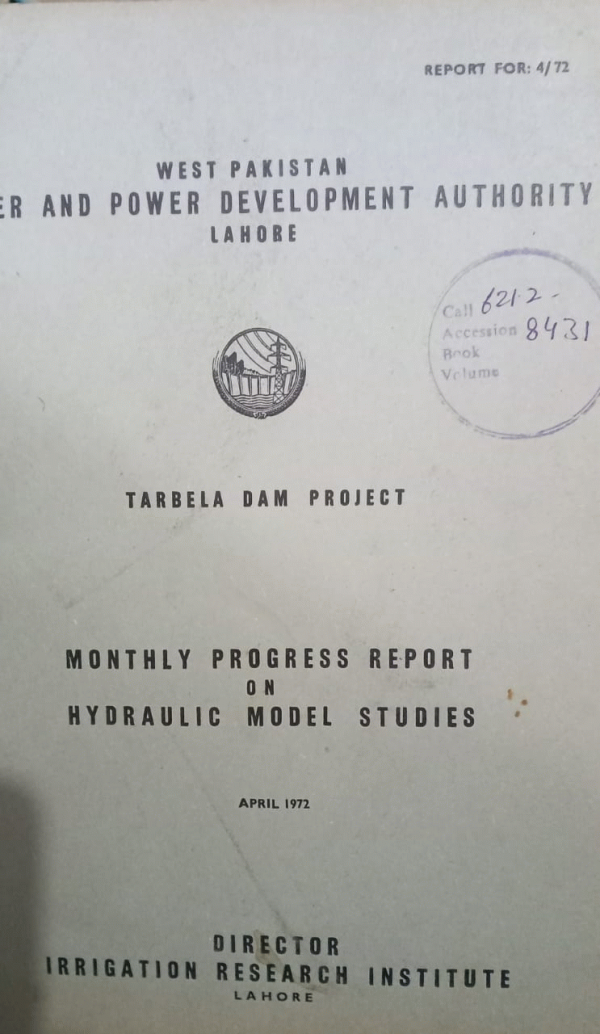 REPORT FOR: 4/72
WEST PAKISTAN
ER AND POWER DEVELOPMENT AUTHORITY
LAHORE
Call 621.2-
Accession 8431
Book
Volume
TARBELA DAM PROJECT
MONTHLY PROGRESS REPORT
ON
HYDRAULIC MODEL STUDIES
APRIL 1972
DIRECTOR
IRRIGATION RESEARCH INSTITUTE
LAHORE